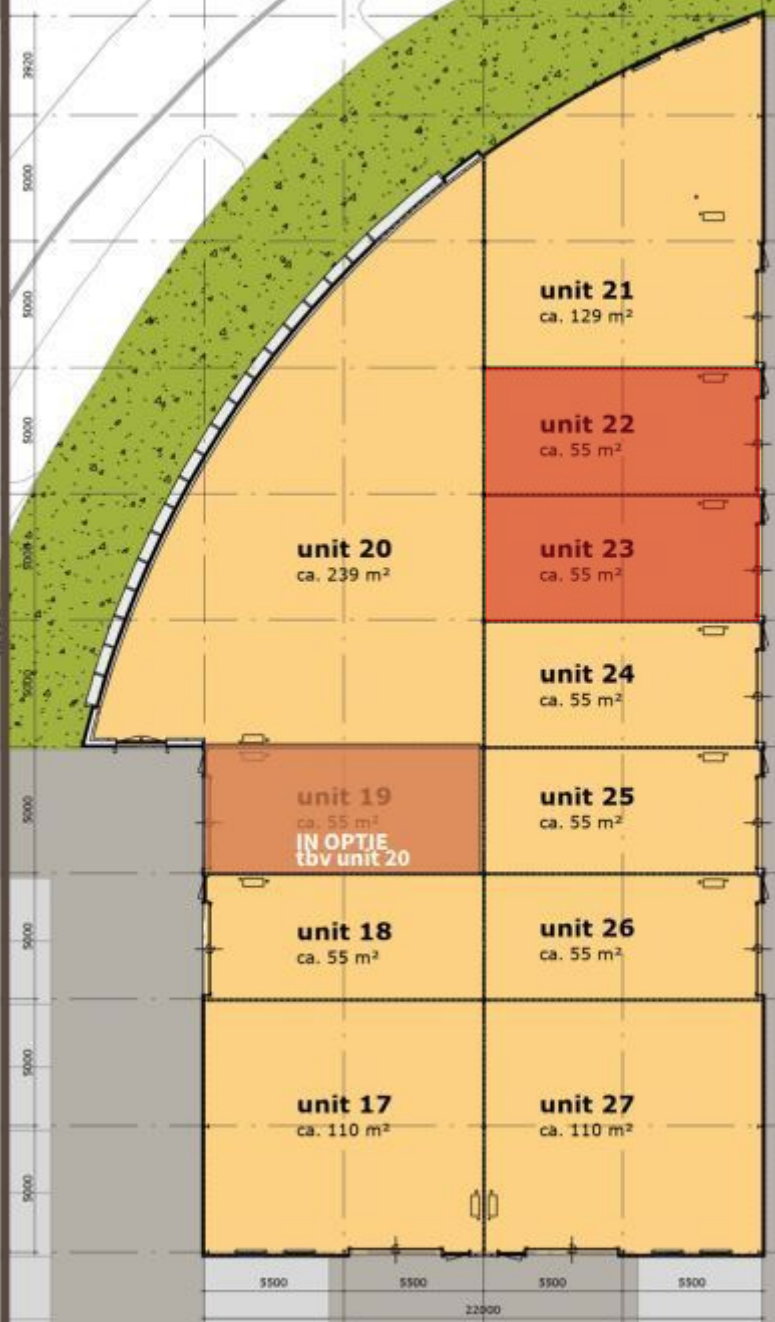 3920
5000
5000
5000
5000
5000
5000
5000
5000
5000
unit 21
ca. 129 m²
unit 22
ca. 55 m²
unit 23
ca. 55 m²
unit 20
ca. 239 m²
unit 24
ca. 55 m²
unit 19
ca. 55 m²
IN OPTIE
tbv unit 20
unit 25
ca. 55 m²
unit 18
ca. 55 m²
unit 26
ca. 55 m²
unit 17
ca. 110 m²
unit 27
ca. 110 m²
5500
5500
5500
5500
22000